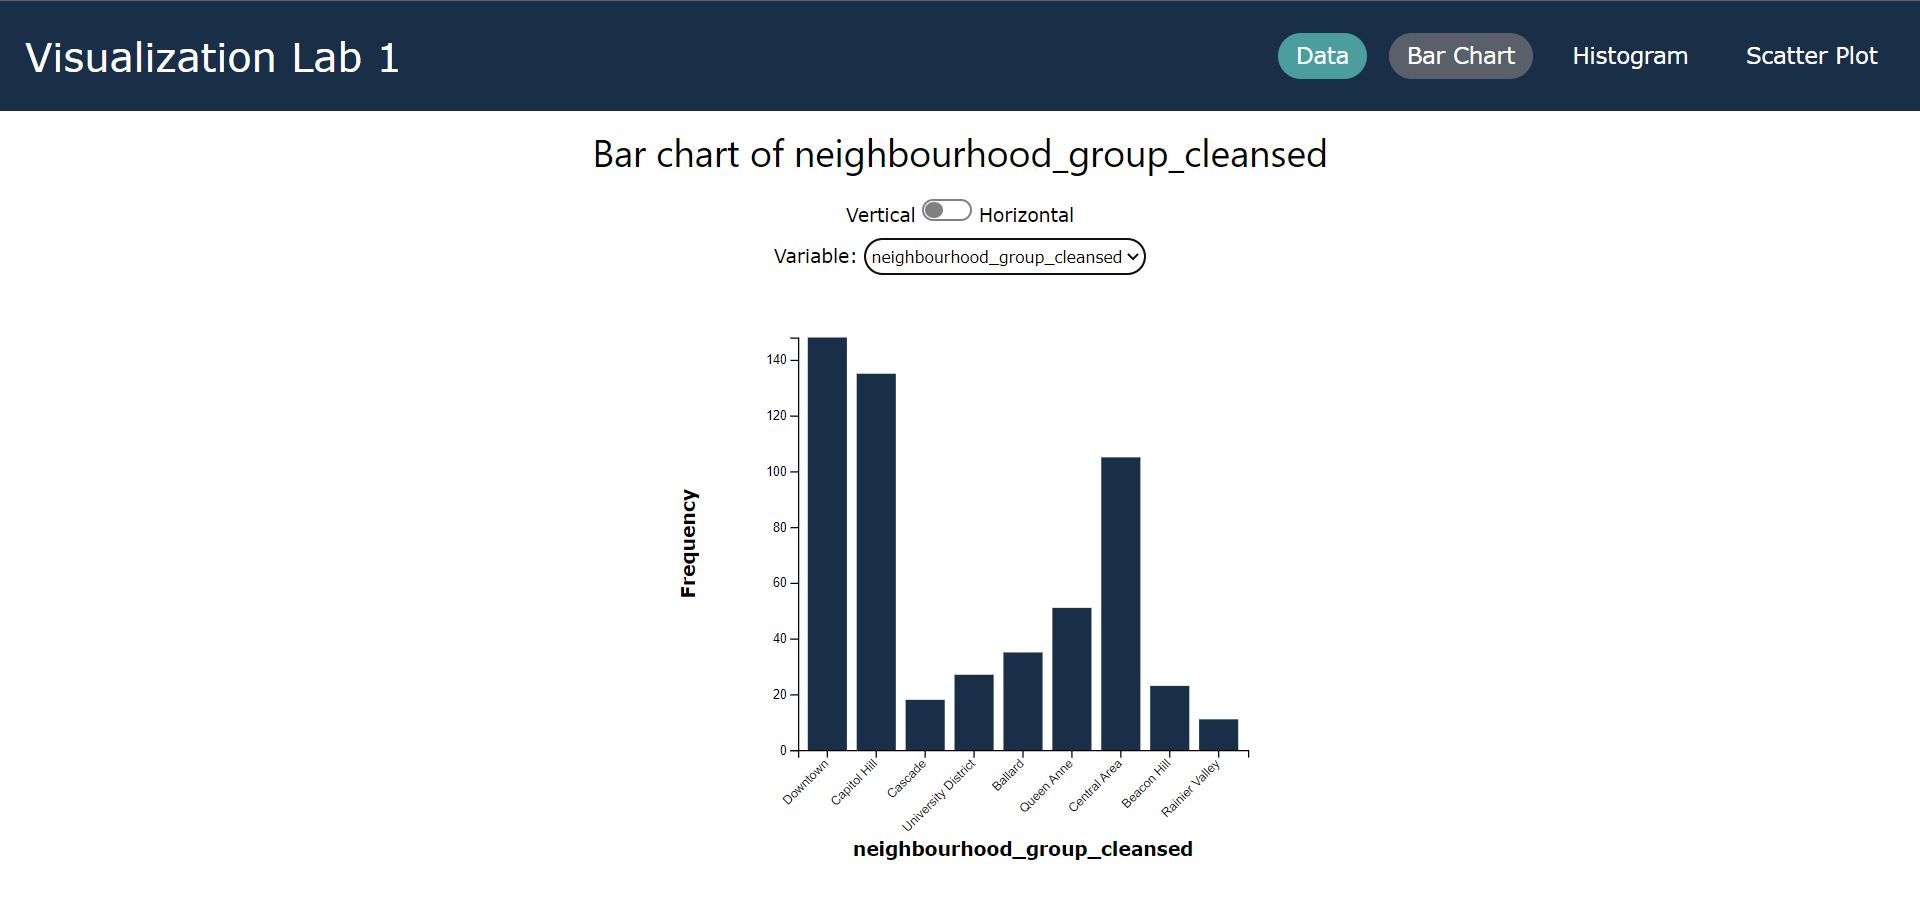 Visualization Lab 1
Data
Bar Chart
Histogram
Scatter Plot
Bar chart of neighbourhood_group_cleansed
Vertical
Horizontal
Variable: neighbourhood_group_cleansed
Frequency
140
120
100
80
60
40
20
0
Downtown
Capitol Hill
Cascade
University District
Ballard
Queen Anne
Central Area
Beacon Hill
Rainier Valley
neighbourhood_group_cleansed